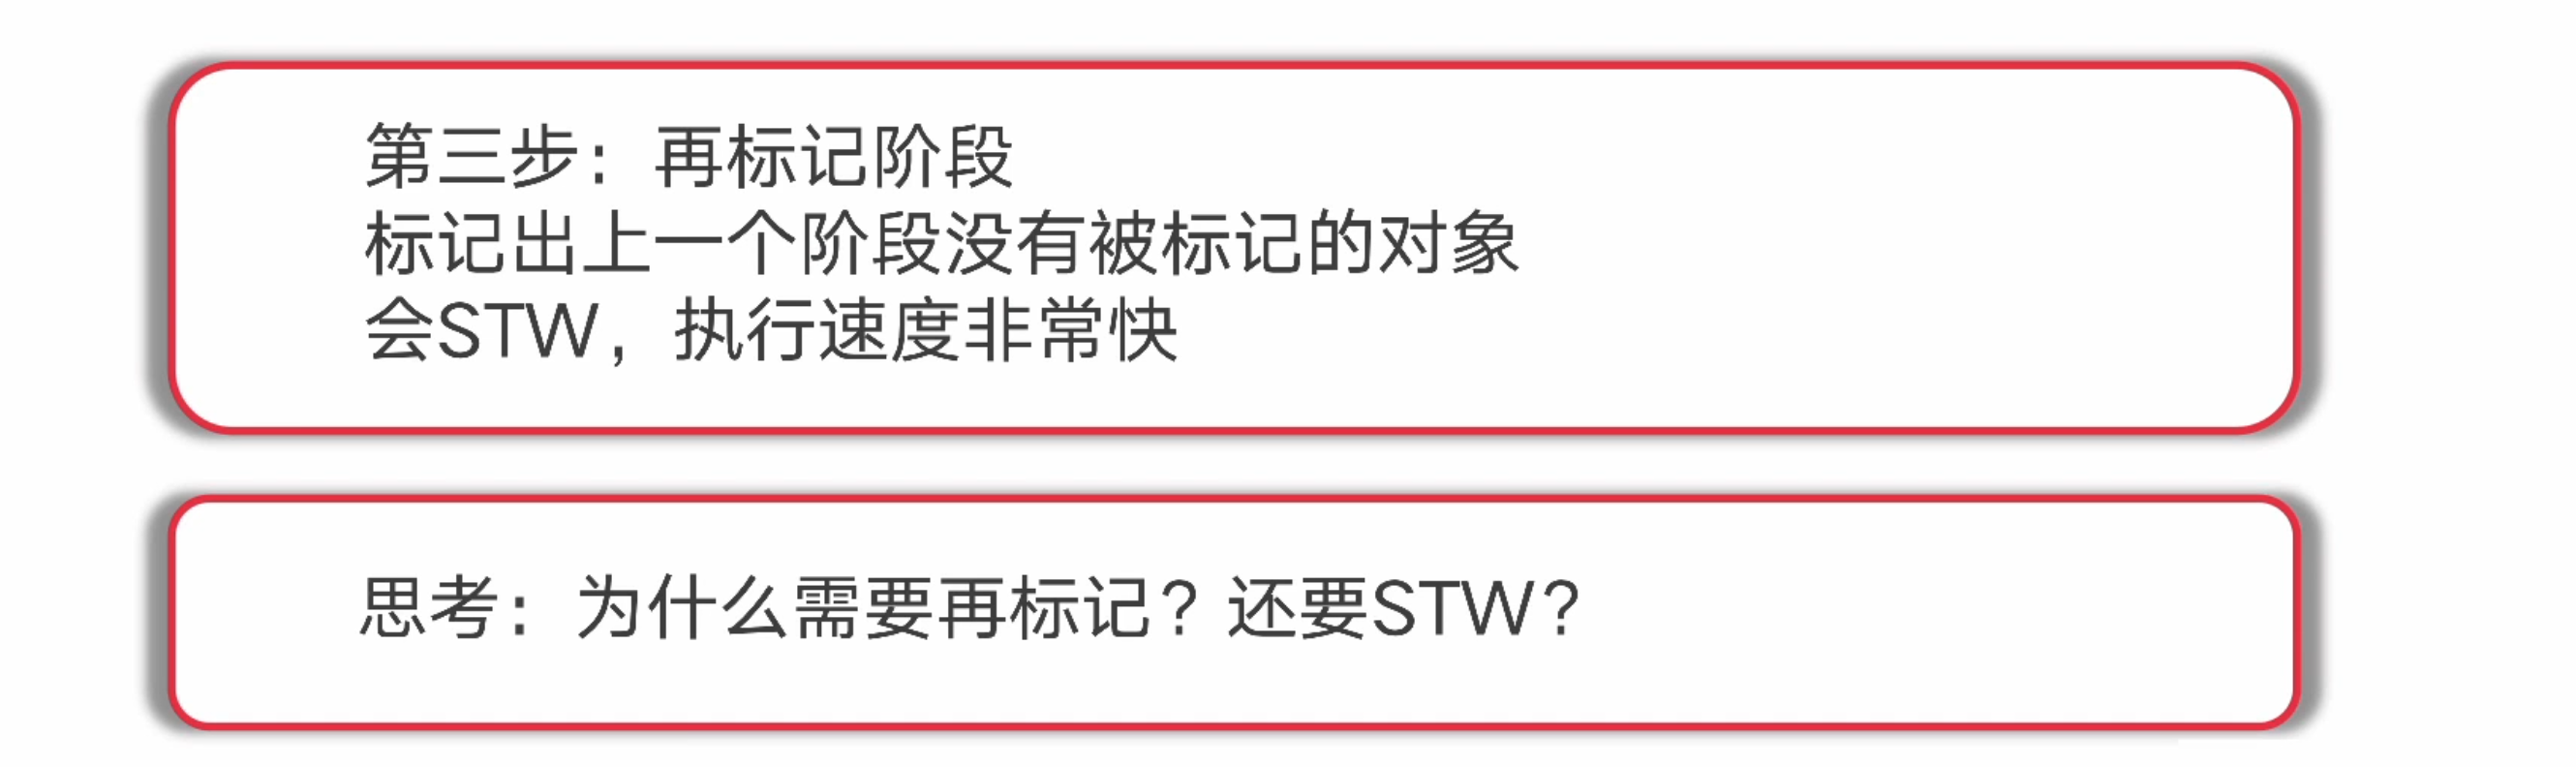 第三步：再标记阶段
标记出上一个阶段没有被标记的对象
会STW，执行速度非常快
思考：为什么需要再标记？还要STW？